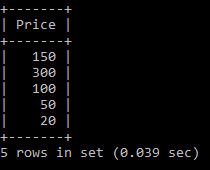 +-------+
| Price |
+-------+
|   150 |
|   300 |
|   100 |
|    50 |
|    20 |
+-------+
5 rows in set (0.039 sec)